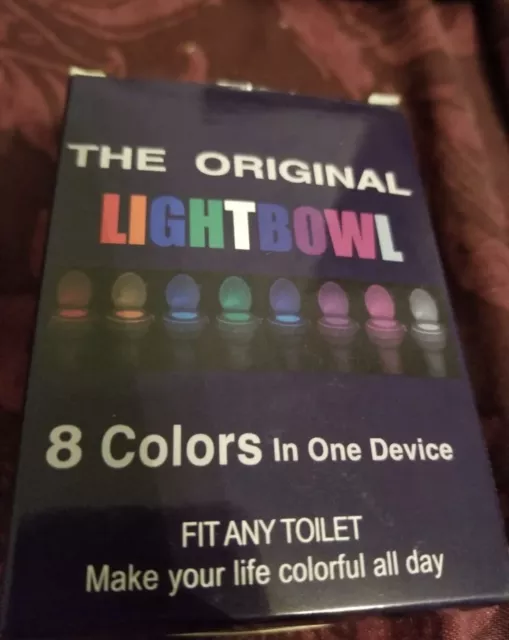 THE ORIGINAL
LIGHTBOWL
8 Colors In One Device
FIT ANY TOILET
Make your life colorful all day